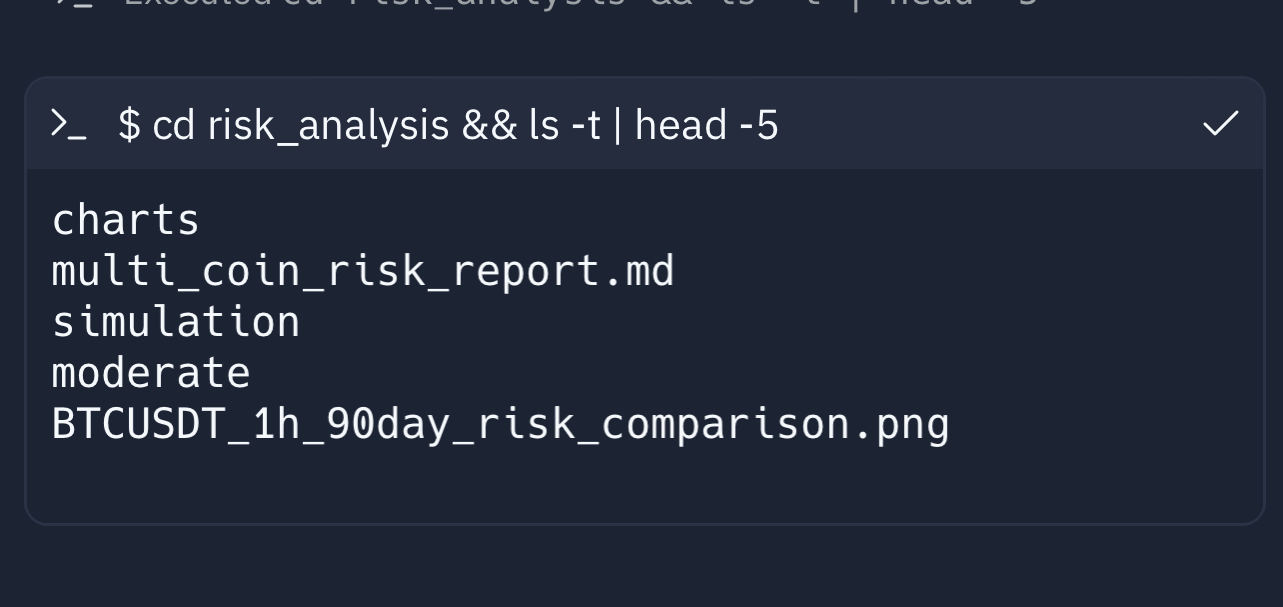 Executed cd risk_analysis && ls -t | head -5
$ cd risk_analysis && ls -t | head -5
charts
multi_coin_risk_report.md
simulation
moderate
BTCUSDT_1h_90day_risk_comparison.png